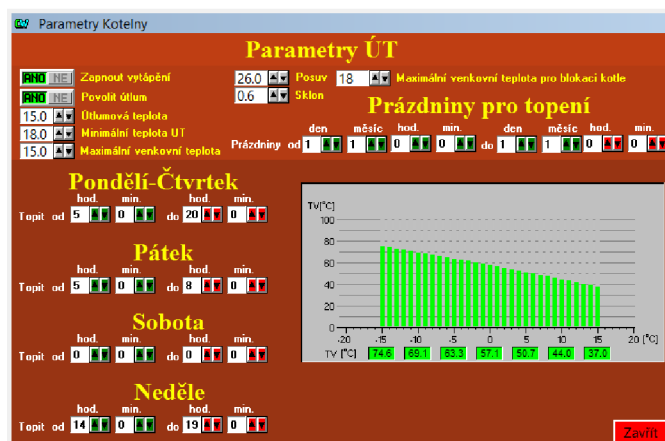 Parametry Kotelny
Parametry ÚT
ANO NE Zapnout vytápění 26.0 Posuv 18 Maximální venkovní teplota pro blokaci kotle
ANO NE Povolit útlum 0.6 Sklon
Prázdniny pro topení
15.0 Útlumová teplota
18.0 Minimální teplota UT
15.0 Maximální venkovní teplota
den měsíc hod. min. den měsíc hod. min.
Prázdniny od 1 1 0 0 do 1 1 0 0
Pondělí-Čtvrtek
hod. min. hod. min.
Topit od 5 0 do 20 0
Pátek
hod. min. hod. min.
Topit od 5 0 do 8 0
Sobota
hod. min. hod. min.
Topit od 0 0 do 0 0
Neděle
hod. min. hod. min.
Topit od 14 0 do 19 0
TV[°C]
100
80
60
40
20
0
-20 -15 -10 -5 0 5 10 15 20 [°C]
TV [°C] 74.6 69.1 63.3 57.1 50.7 44.0 37.0
Zavřít